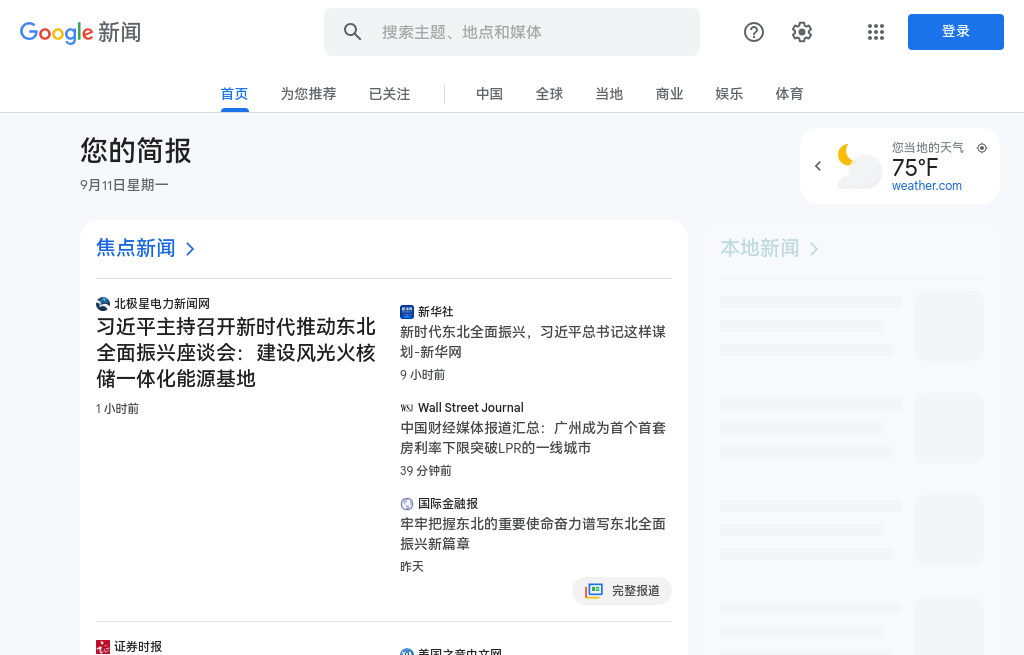 Google 新闻
搜索主题、地点和媒体
登录
首页
为您推荐
已关注
中国
全球
当地
商业
娱乐
体育
您的简报
9月11日星期一
您当地的天气
75°F
weather.com
焦点新闻
北极星电力新闻网
习近平主持召开新时代推动东北
全面振兴座谈会：建设风光火核
储一体化能源基地
1 小时前
新华社
新时代东北全面振兴，习近平总书记这样谋
划-新华网
9 小时前
WSJ Wall Street Journal
中国财经媒体报道汇总：广州成为首个首套
房利率下限突破LPR的一线城市
39 分钟前
国际金融报
牢牢把握东北的重要使命奋力谱写东北全面
振兴新篇章
昨天
完整报道
证券时报
美国之音中文网
本地新闻